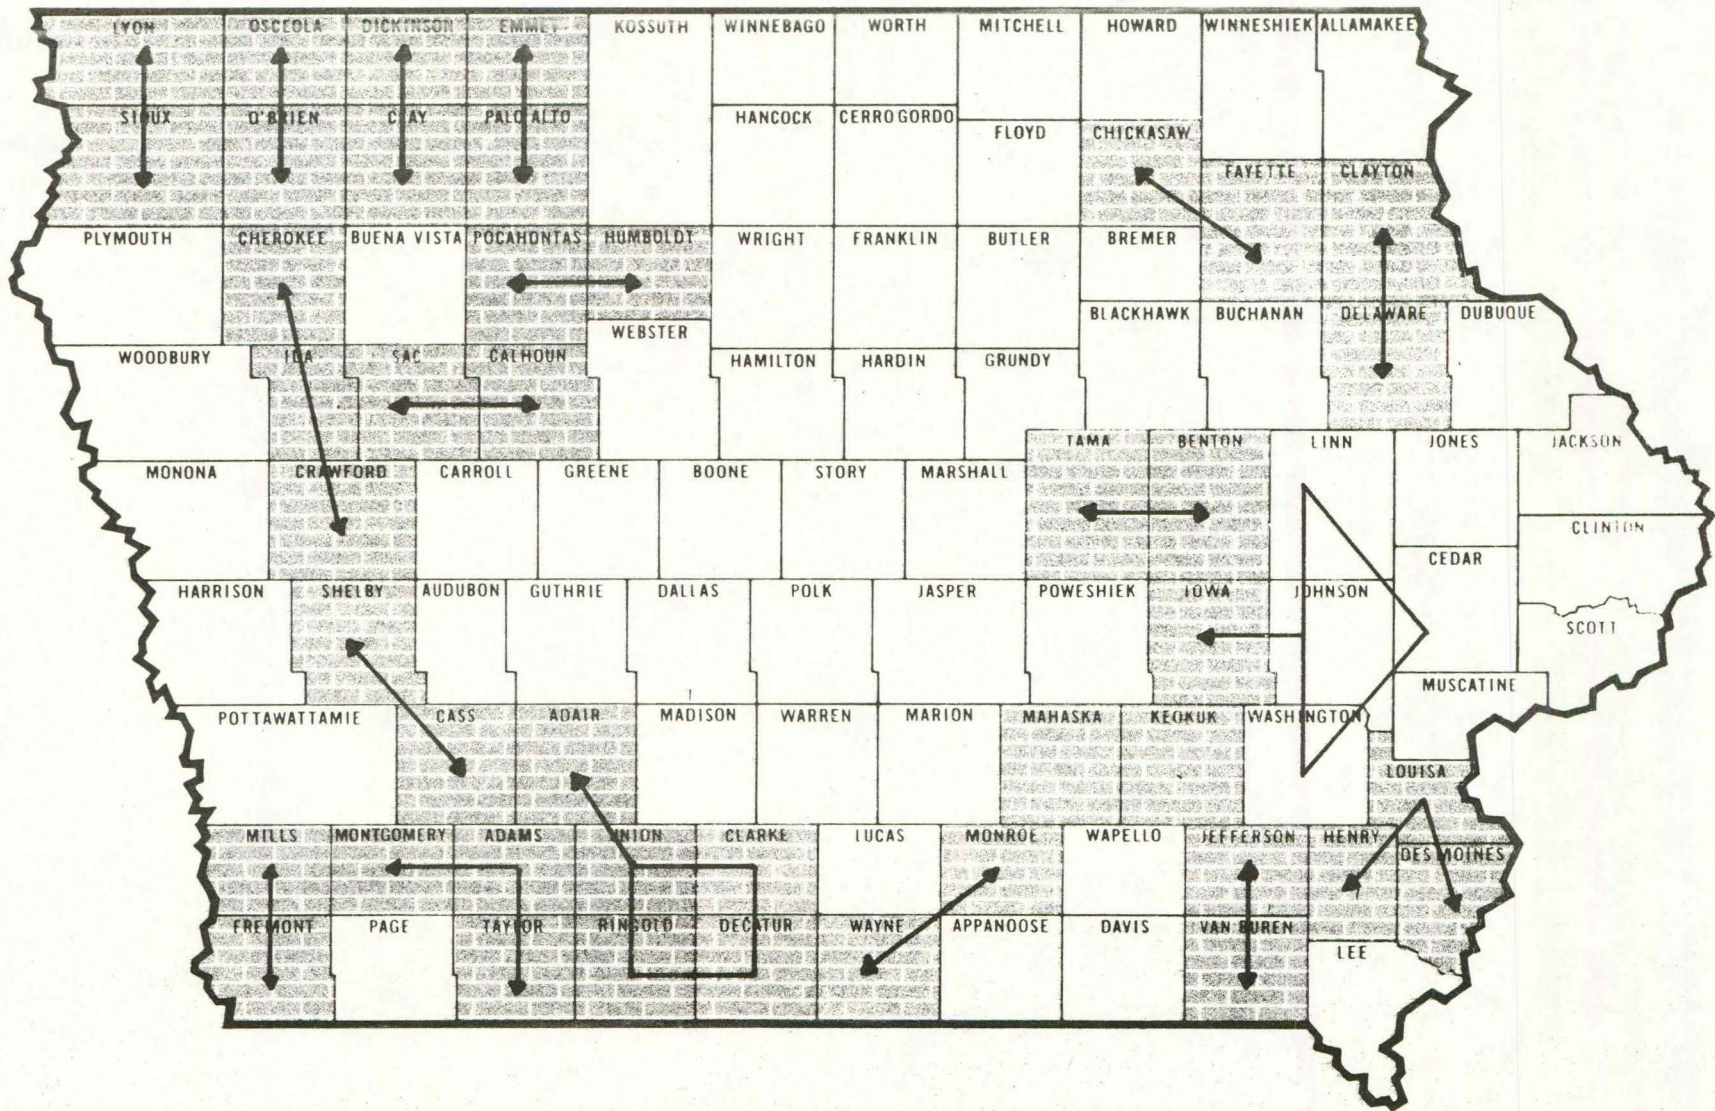 LYON OSCEOLA DICKINSON EMMET KOSSUTH WINNEBAGO WORTH MITCHELL HOWARD WINNESHIEK ALLAMAKEE
SIOUX O'BRIEN CLAY PALO ALTO HANCOCK CERRO GORDO FLOYD CHICKASAW
FAYETTE CLAYTON
PLYMOUTH CHEROKEE BUENA VISTA POCAHONTAS HUMBOLDT WRIGHT FRANKLIN BUTLER BREMER
WEBSTER BLACKHAWK BUCHANAN DELAWARE DUBUQUE
WOODBURY IDA SAC CALHOUN HAMILTON HARDIN GRUNDY
TAMA BENTON LINN JONES JACKSON
MONONA CRAWFORD CARROLL GREENE BOONE STORY MARSHALL
CLINTON
CEDAR
HARRISON SHELBY AUDUBON GUTHRIE DALLAS POLK JASPER POWESHIEK IOWA JOHNSON
SCOTT
MUSCATINE
POTTAWATTAMIE CASS ADAIR MADISON WARREN MARION MAHASKA KEOKUK WASHINGTON
LOUISA
MILLS MONTGOMERY ADAMS UNION CLARKE LUCAS MONROE WAPELLO JEFFERSON HENRY
DES MOINES
FREMONT PAGE TAYLOR RINGOLD DECATUR WAYNE APPANOOSE DAVIS VAN BUREN
LEE